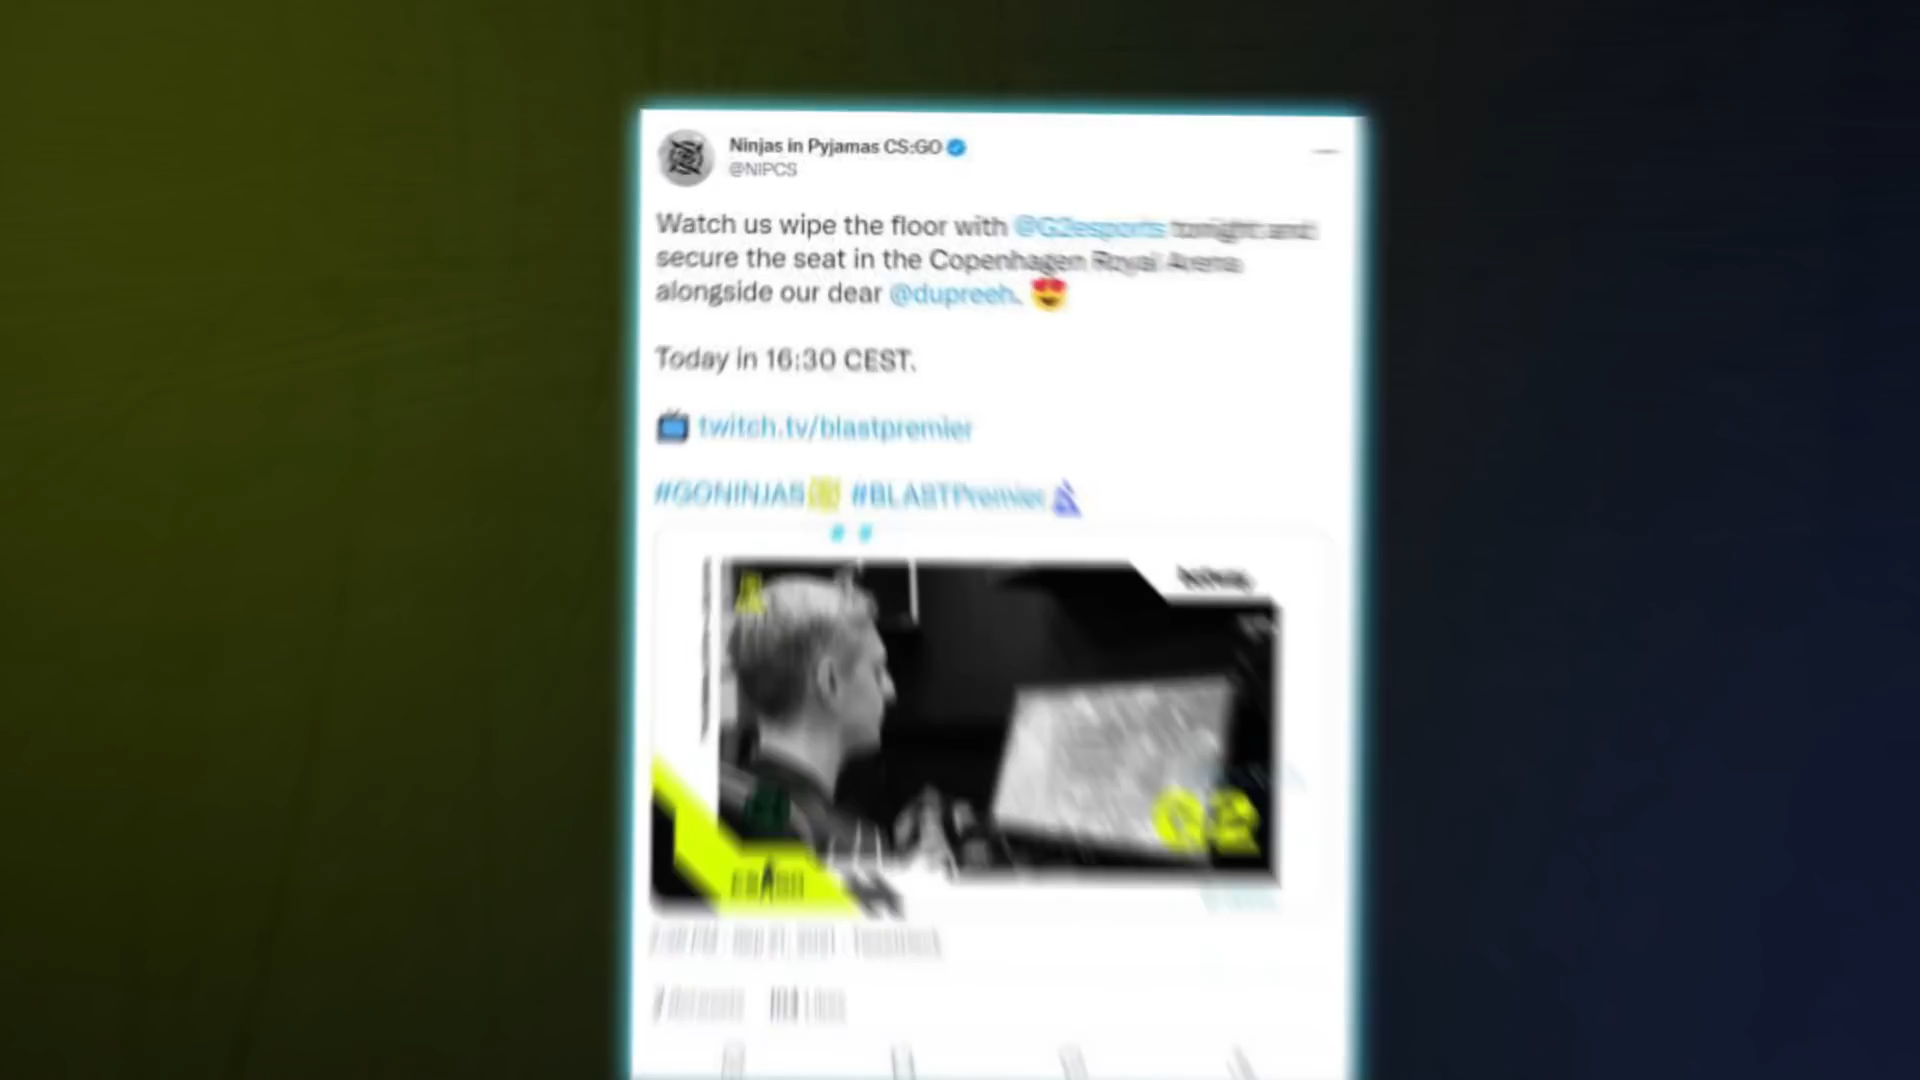 Ninjas in Pyjamas CS:GO
@NIPCS
Watch us wipe the floor with @G2esports tonight and
secure the seat in the Copenhagen Royal Arena
alongside our dear @dupreeh.
Today in 16:30 CEST.
twitch.tv/blastpremier
#GONINJAS #BLASTPremier